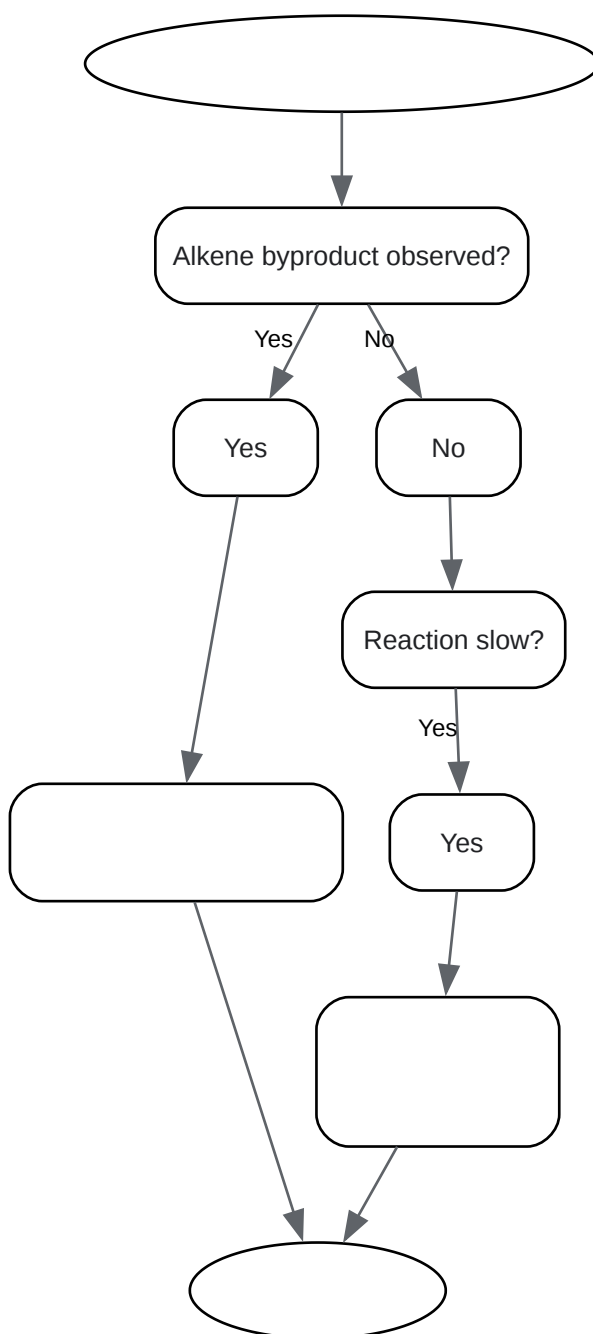 Alkene byproduct observed?
Yes
No
Yes
No
Reaction slow?
Yes
Yes